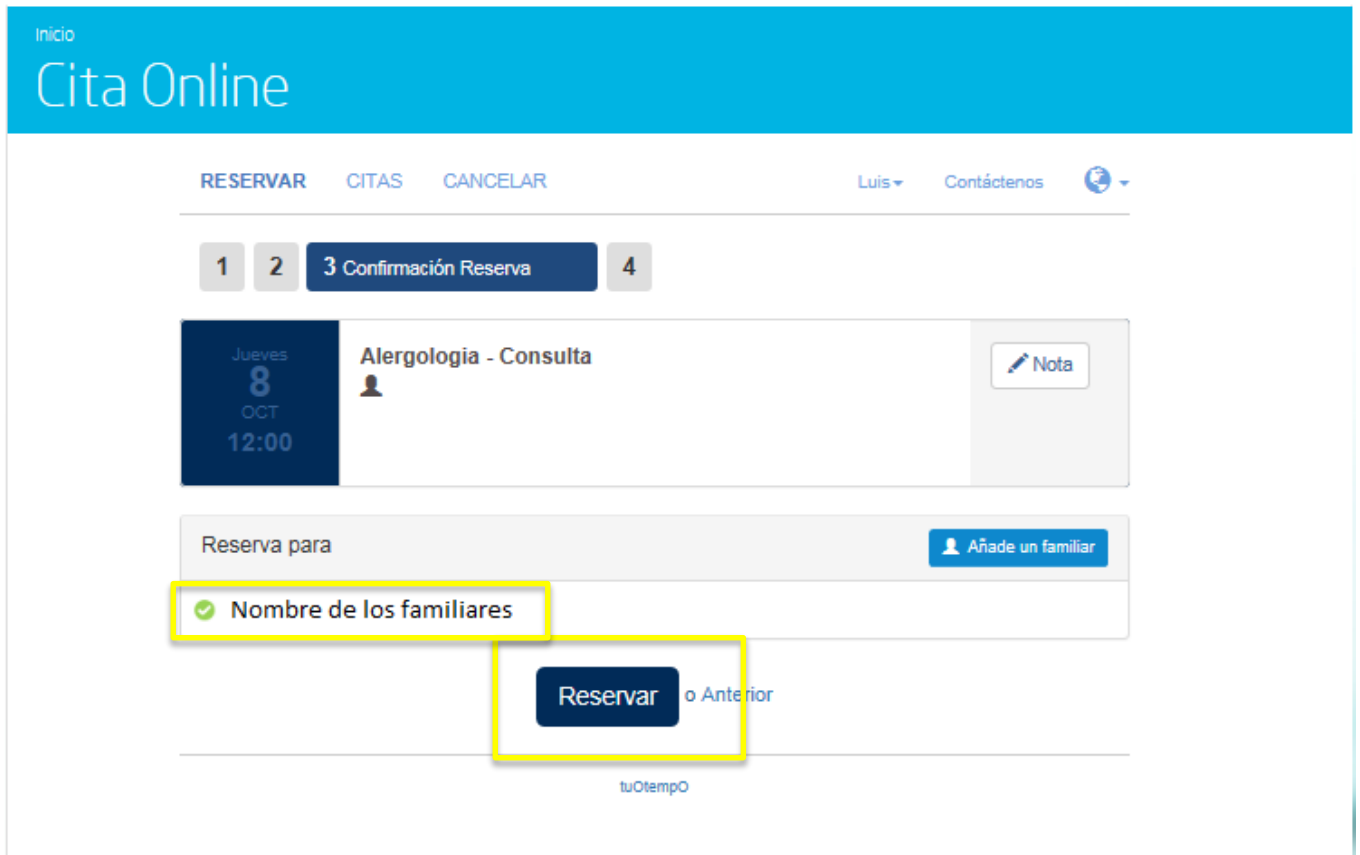 Inicio
Cita Online
RESERVAR CITAS CANCELAR Luis Contáctenos
1 2 3 Confirmación Reserva 4
Jueves
8
OCT
12:00
Alergologia - Consulta
Nota
Reserva para
Añade un familiar
Nombre de los familiares
Reservar o Anterior
tuOtempO